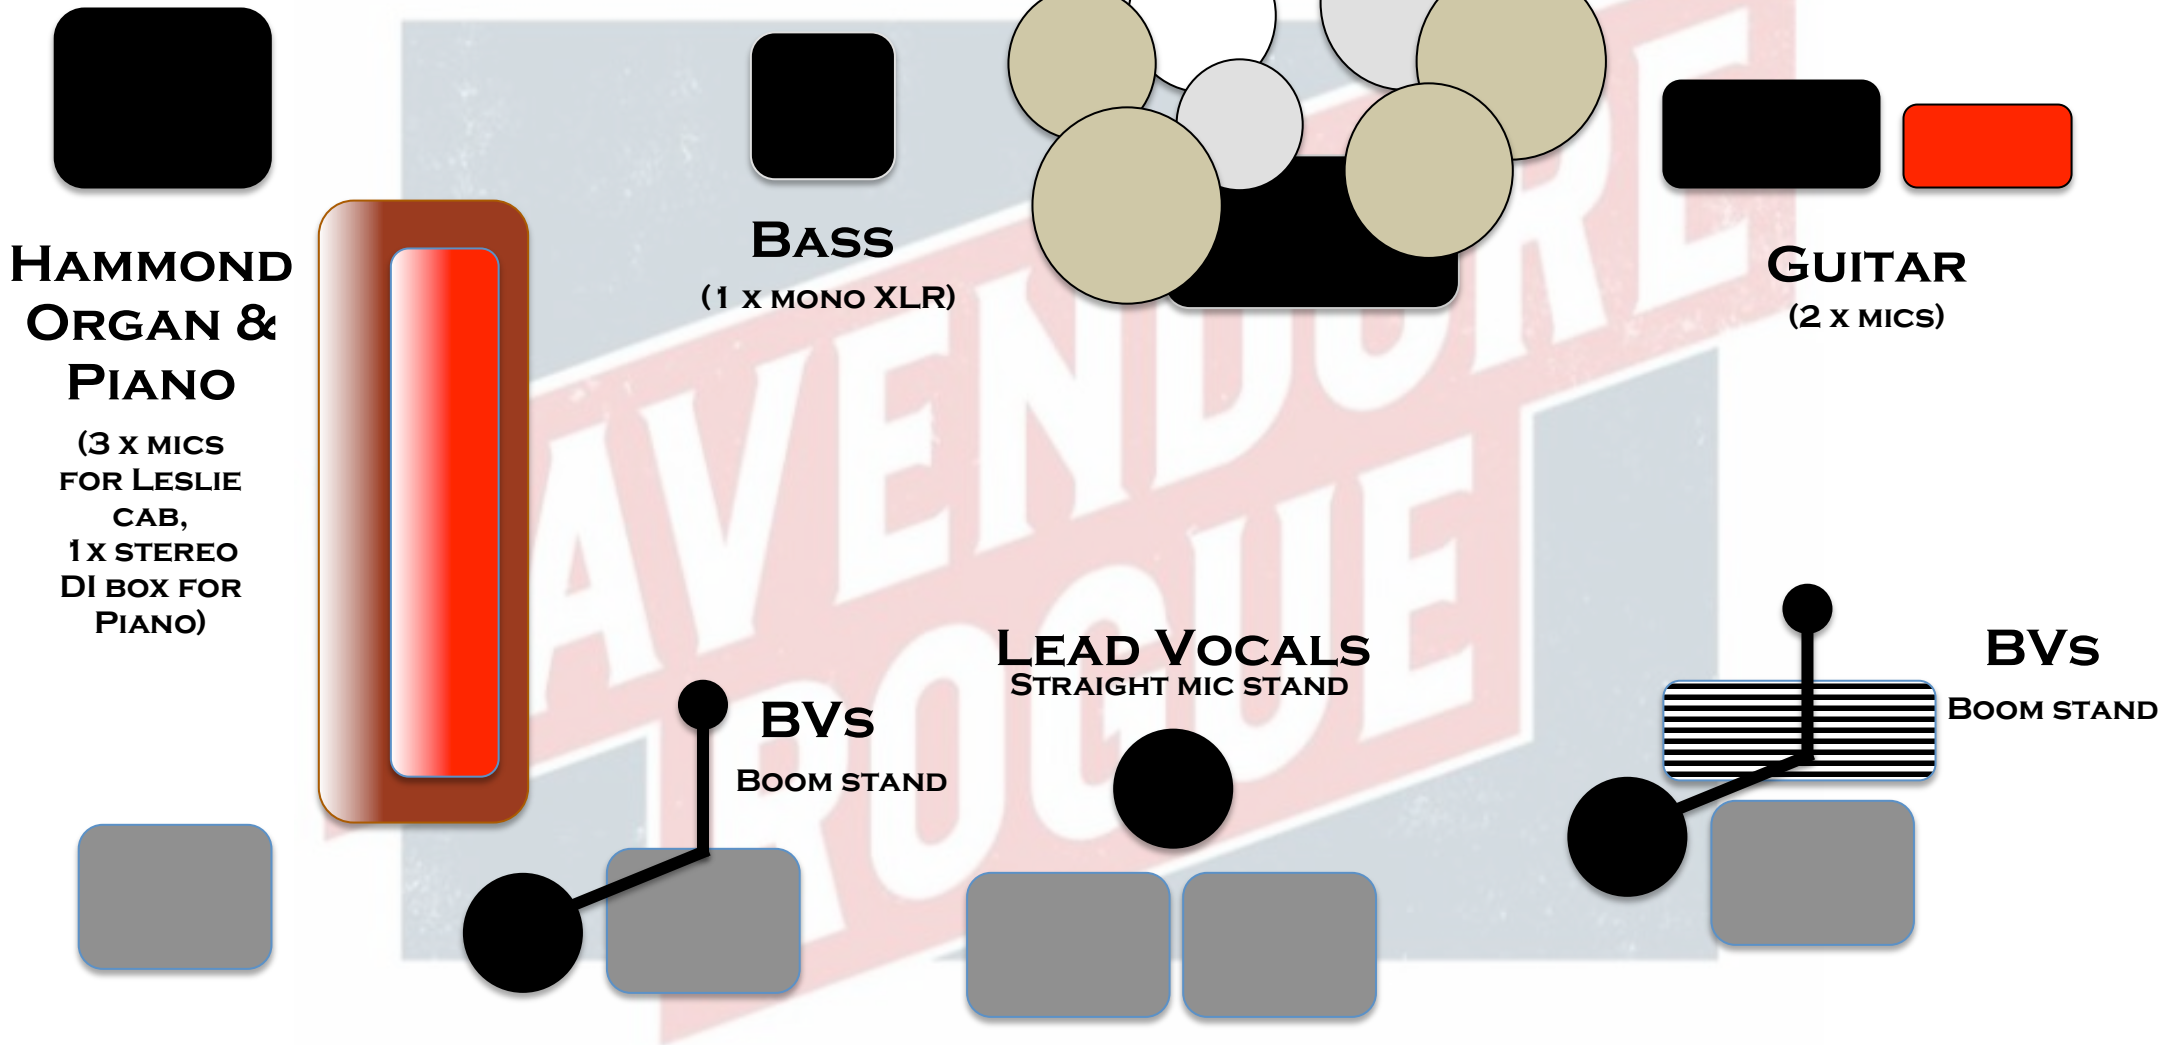 Hammond
Organ &
Piano
(3 x mics
for Leslie
cab,
1x stereo
DI box for
Piano)
Bass
(1 x mono XLR)
Guitar
(2 x mics)
Lead Vocals
Straight mic stand
BVs
Boom stand
BVs
Boom stand
AVENDORE
ROGUE